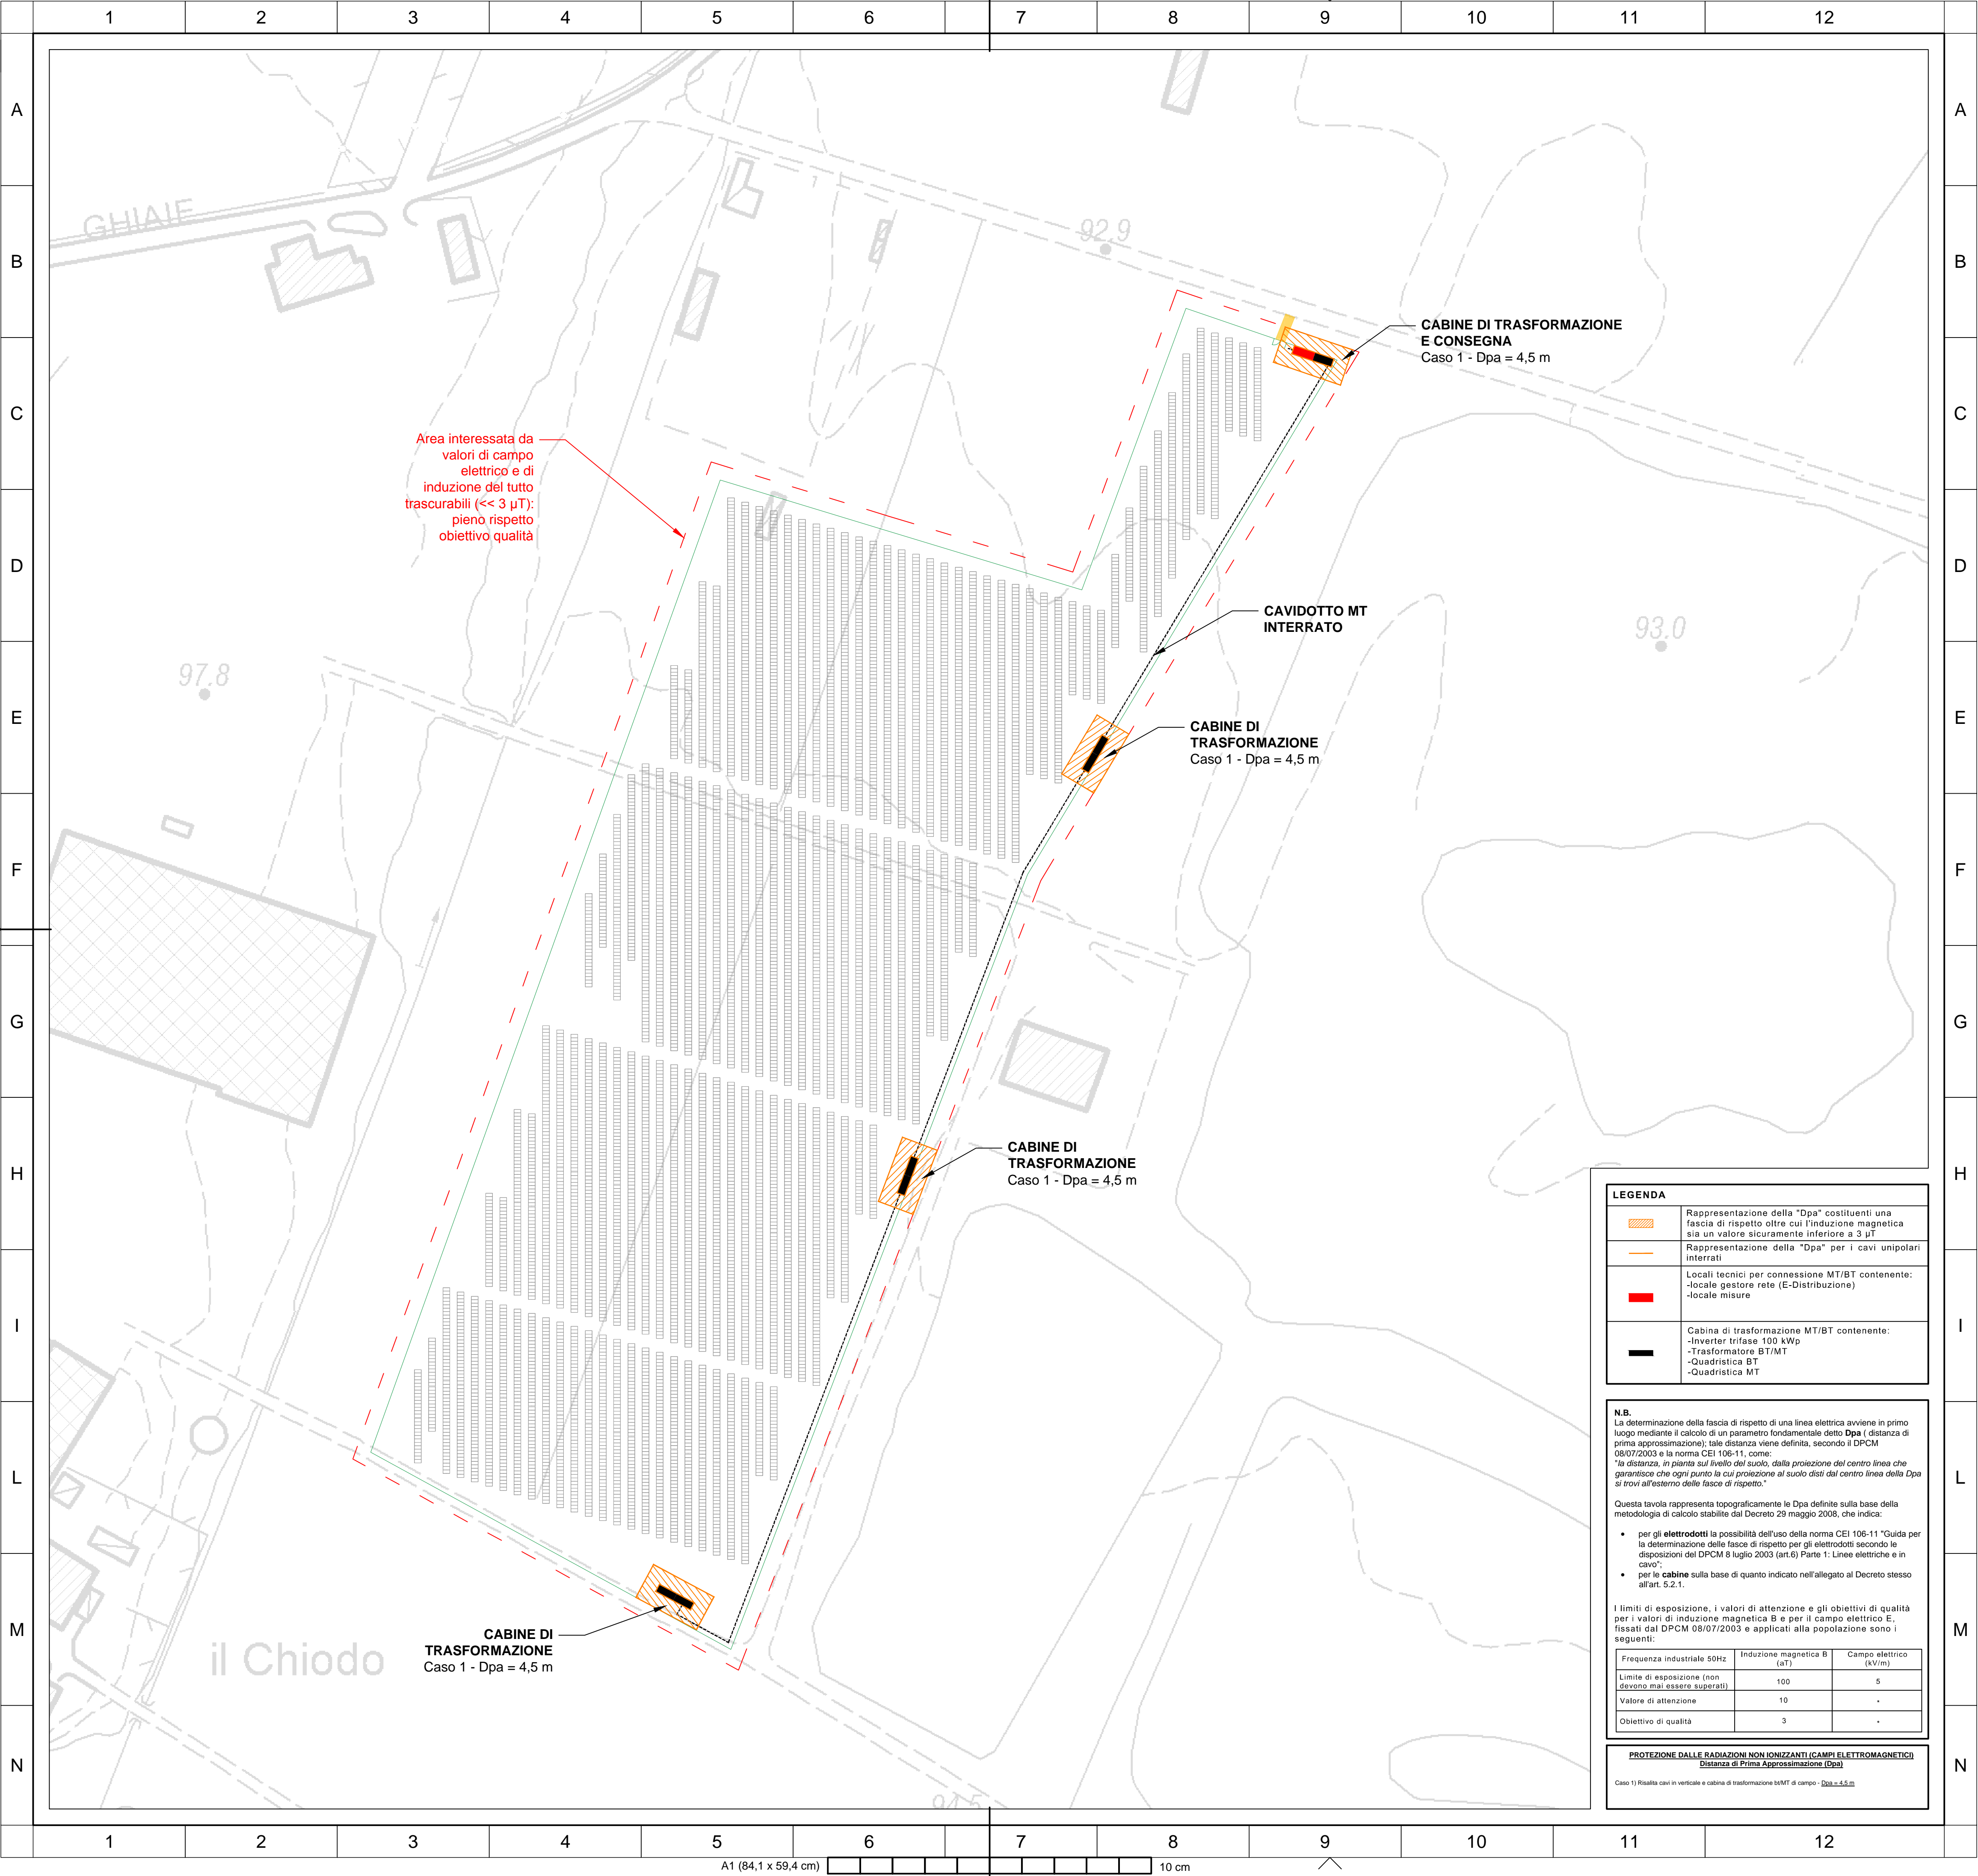 1 2 3 4 5 6 7 8 9 10 11 12
A A
B B
C C
D D
E E
F F
G G
H H
I I
L L
M M
N N
GHIAIE
92.9
97.8
93.0
il Chiodo
94.5
CABINE DI TRASFORMAZIONE
E CONSEGNA
Caso 1 - Dpa = 4,5 m
Area interessata da
valori di campo
elettrico e di
induzione del tutto
trascurabili (<< 3 µT):
pieno rispetto
obiettivo qualità
CAVIDOTTO MT
INTERRATO
CABINE DI
TRASFORMAZIONE
Caso 1 - Dpa = 4,5 m
CABINE DI
TRASFORMAZIONE
Caso 1 - Dpa = 4,5 m
CABINE DI
TRASFORMAZIONE
Caso 1 - Dpa = 4,5 m
LEGENDA
Rappresentazione della "Dpa" costituenti una
fascia di rispetto oltre cui l'induzione magnetica
sia un valore sicuramente inferiore a 3 µT
Rappresentazione della "Dpa" per i cavi unipolari
interrati
Locali tecnici per connessione MT/BT contenente:
-locale gestore rete (E-Distribuzione)
-locale misure
Cabina di trasformazione MT/BT contenente:
-Inverter trifase 100 kWp
-Trasformatore BT/MT
-Quadristica BT
-Quadristica MT
N.B.
La determinazione della fascia di rispetto di una linea elettrica avviene in primo
luogo mediante il calcolo di un parametro fondamentale detto Dpa ( distanza di
prima approssimazione); tale distanza viene definita, secondo il DPCM
08/07/2003 e la norma CEI 106-11, come:
"la distanza, in pianta sul livello del suolo, dalla proiezione del centro linea che
garantisce che ogni punto la cui proiezione al suolo disti dal centro linea della Dpa
si trovi all'esterno delle fasce di rispetto."
Questa tavola rappresenta topograficamente le Dpa definite sulla base della
metodologia di calcolo stabilite dal Decreto 29 maggio 2008, che indica:
• per gli elettrodotti la possibilità dell'uso della norma CEI 106-11 "Guida per
la determinazione delle fasce di rispetto per gli elettrodotti secondo le
disposizioni del DPCM 8 luglio 2003 (art.6) Parte 1: Linee elettriche e in
cavo";
• per le cabine sulla base di quanto indicato nell'allegato al Decreto stesso
all'art. 5.2.1.
I limiti di esposizione, i valori di attenzione e gli obiettivi di qualità
per i valori di induzione magnetica B e per il campo elettrico E,
fissati dal DPCM 08/07/2003 e applicati alla popolazione sono i
seguenti:
Frequenza industriale 50Hz Induzione magnetica B (aT) Campo elettrico (kV/m)
Limite di esposizione (non devono mai essere superati) 100 5
Valore di attenzione 10 *
Obiettivo di qualità 3 *
PROTEZIONE DALLE RADIAZIONI NON IONIZZANTI (CAMPI ELETTROMAGNETICI)
Distanza di Prima Approssimazione (Dpa)
Caso 1) Risalita cavi in verticale e cabina di trasformazione bt/MT di campo - Dpa = 4,5 m
1 2 3 4 5 6 7 8 9 10 11 12
A1 (84,1 x 59,4 cm) 10 cm